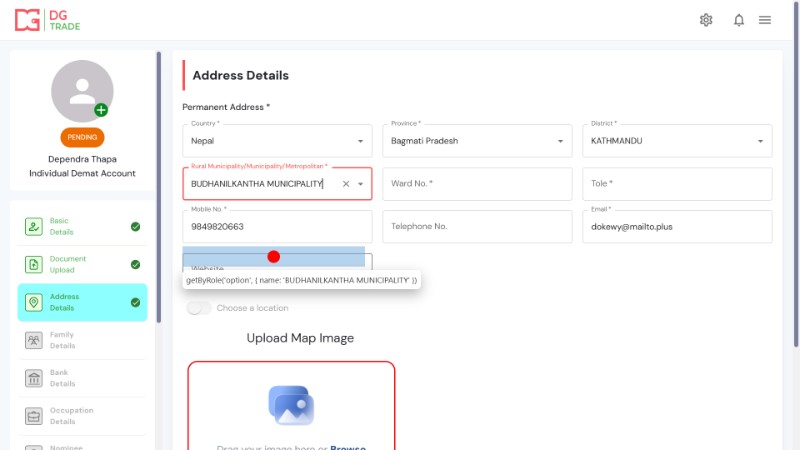 DG
TRADE
PENDING
Dependra Thapa
Individual Demat Account
Basic
Details
Document
Upload
Address
Details
Family
Details
Bank
Details
Occupation
Details
Nominee
Address Details
Permanent Address *
Country *
Nepal
Province *
Bagmati Pradesh
District *
KATHMANDU
Rural Municipality/Municipality/Metropolitan *
BUDHANILKANTHA MUNICIPALITY
Ward No. *
Tole *
Mobile No. *
9849820663
Telephone No.
Email *
dokewy@mailto.plus
Website
getByRole('option', { name: 'BUDHANILKANTHA MUNICIPALITY' })
Choose a location
Upload Map Image
Drag your image here or Browse